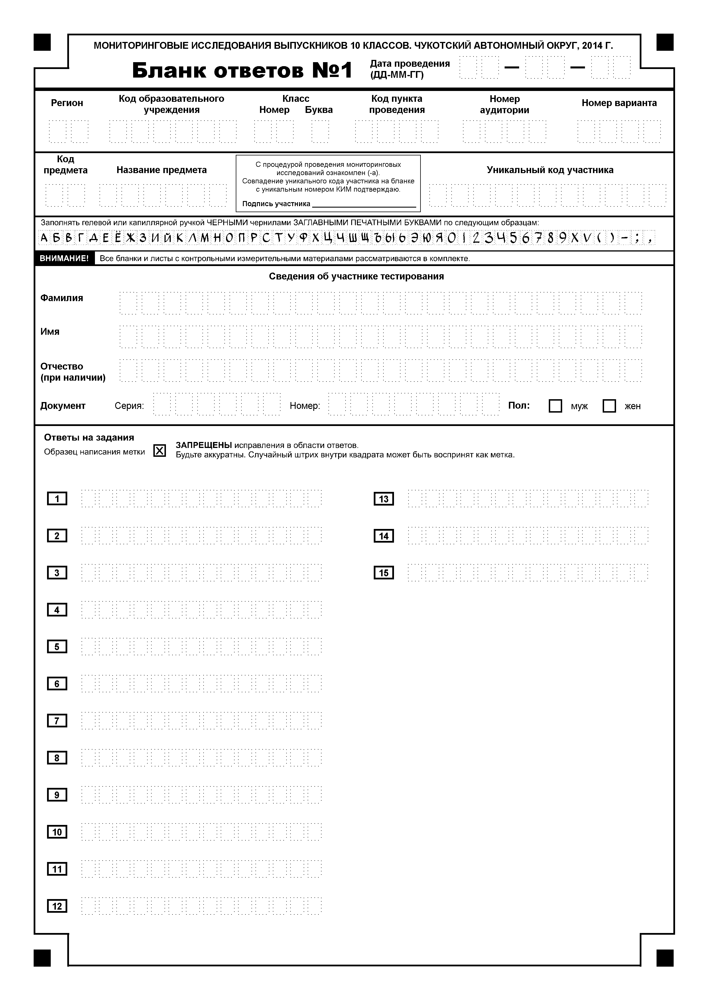 МОНИТОРИНГОВЫЕ ИССЛЕДОВАНИЯ ВЫПУСКНИКОВ 10 КЛАССОВ. ЧУКОТСКИЙ АВТОНОМНЫЙ ОКРУГ, 2014 Г.
Бланк ответов №1
Дата проведения
(ДД-ММ-ГГ)
Регион
Код образовательного
учреждения
Класс
Номер Буква
Код пункта
проведения
Номер
аудитории
Номер варианта
Код
предмета
Название предмета
С процедурой проведения мониторинговых
исследований ознакомлен (-а).
Совпадение уникального кода участника на бланке
с уникальным номером КИМ подтверждаю.
Подпись участника
Уникальный код участника
Заполнять гелевой или капиллярной ручкой ЧЕРНЫМИ чернилами ЗАГЛАВНЫМИ ПЕЧАТНЫМИ БУКВАМИ по следующим образцам:
А Б В Г Д Е Ё Ж З И Й К Л М Н О П Р С Т У Ф Х Ц Ч Ш Щ Ъ Ы Ь Э Ю Я 0 1 2 3 4 5 6 7 8 9 X V ( ) - ; ,
ВНИМАНИЕ! Все бланки и листы с контрольными измерительными материалами рассматриваются в комплекте.
Сведения об участнике тестирования
Фамилия
Имя
Отчество
(при наличии)
Документ Серия: Номер: Пол: муж жен
Ответы на задания
Образец написания метки X
ЗАПРЕЩЕНЫ исправления в области ответов.
Будьте аккуратны. Случайный штрих внутри квадрата может быть воспринят как метка.
1
2
3
4
5
6
7
8
9
10
11
12
13
14
15